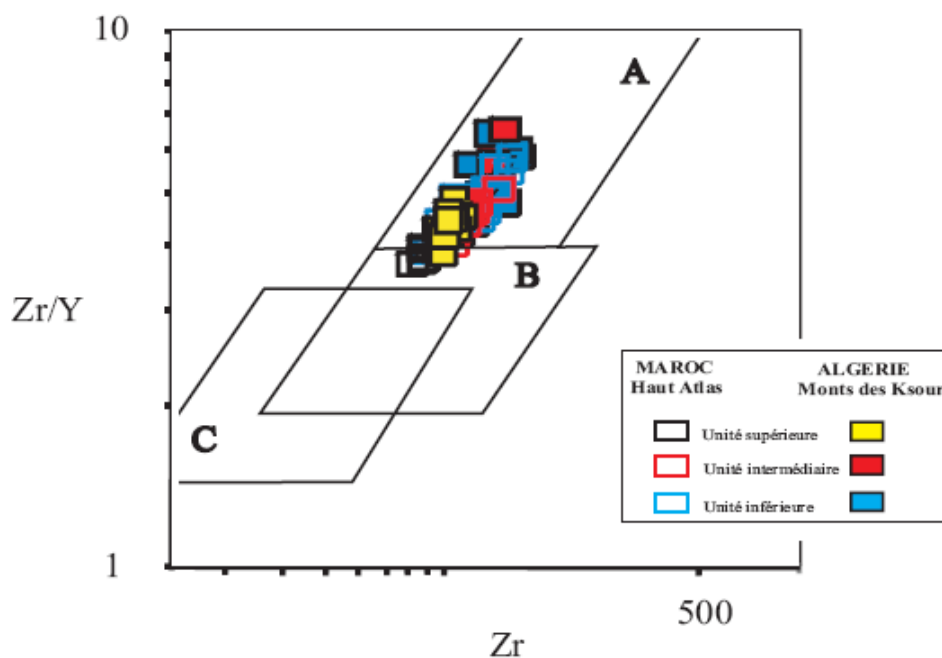 10
A
B
Zr/Y
C
1
500
Zr
MAROC
Haut Atlas
ALGERIE
Monts des Ksour
Unité supérieure
Unité intermédiaire
Unité inférieure